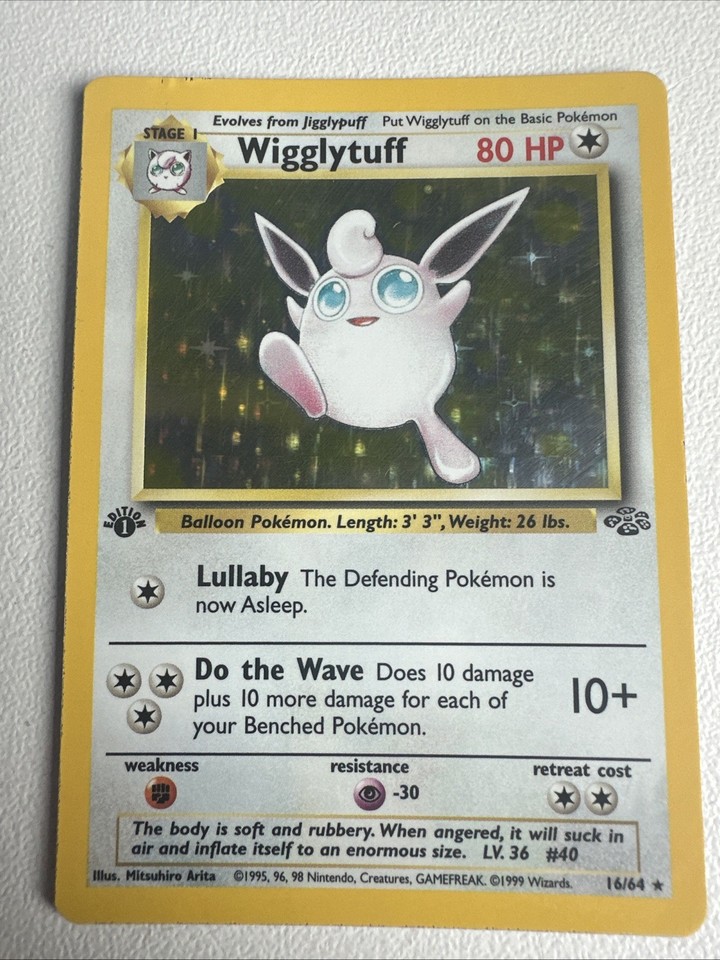 Evolves from Jigglypuff Put Wigglytuff on the Basic Pokémon
STAGE 1
Wigglytuff 80 HP
EDITION
1
Balloon Pokémon. Length: 3' 3", Weight: 26 lbs.
Lullaby The Defending Pokémon is
now Asleep.
Do the Wave Does 10 damage
plus 10 more damage for each of
your Benched Pokémon.
10+
weakness resistance retreat cost
-30
The body is soft and rubbery. When angered, it will suck in
air and inflate itself to an enormous size. LV. 36 #40
Illus. Mitsuhiro Arita ©1995, 96, 98 Nintendo, Creatures, GAMEFREAK. ©1999 Wizards. 16/64 ★